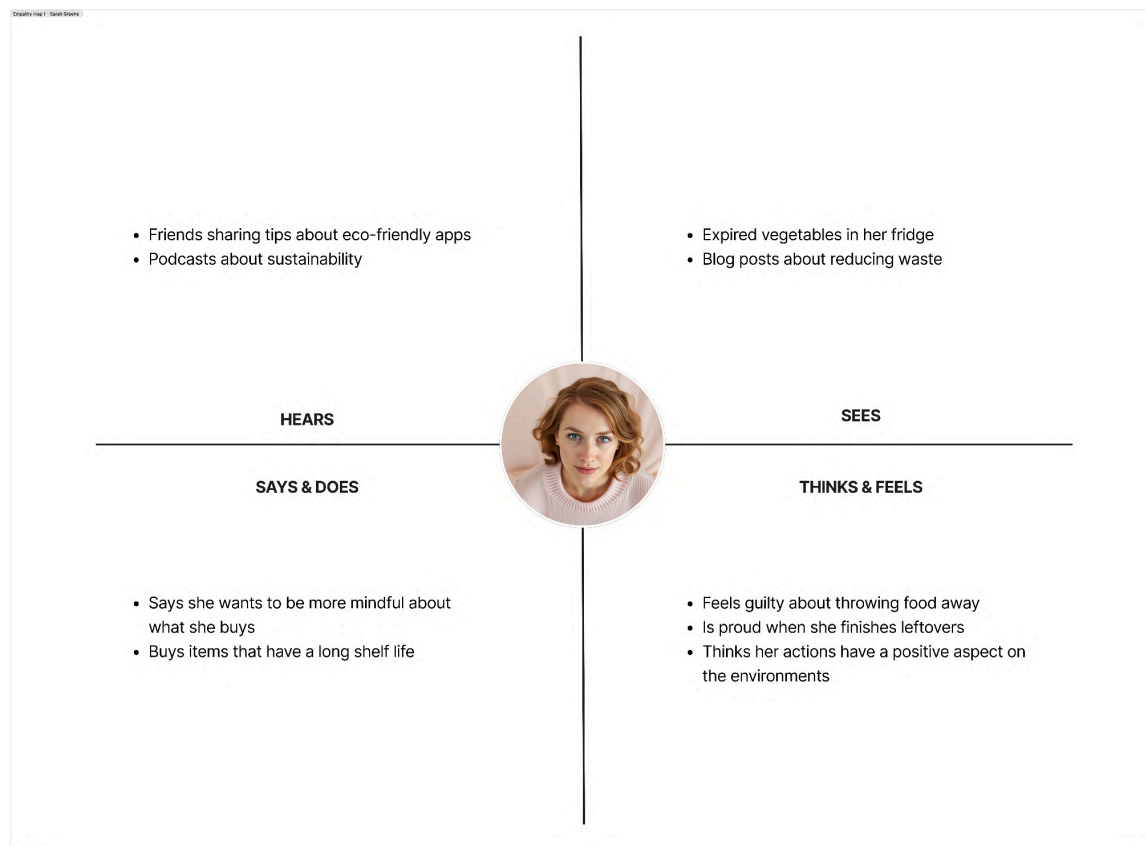 Empathy map 1 - Sarah Greene
• Friends sharing tips about eco-friendly apps
• Podcasts about sustainability
• Expired vegetables in her fridge
• Blog posts about reducing waste
HEARS
SEES
SAYS & DOES
THINKS & FEELS
• Says she wants to be more mindful about
what she buys
• Buys items that have a long shelf life
• Feels guilty about throwing food away
• Is proud when she finishes leftovers
• Thinks her actions have a positive aspect on
the environments